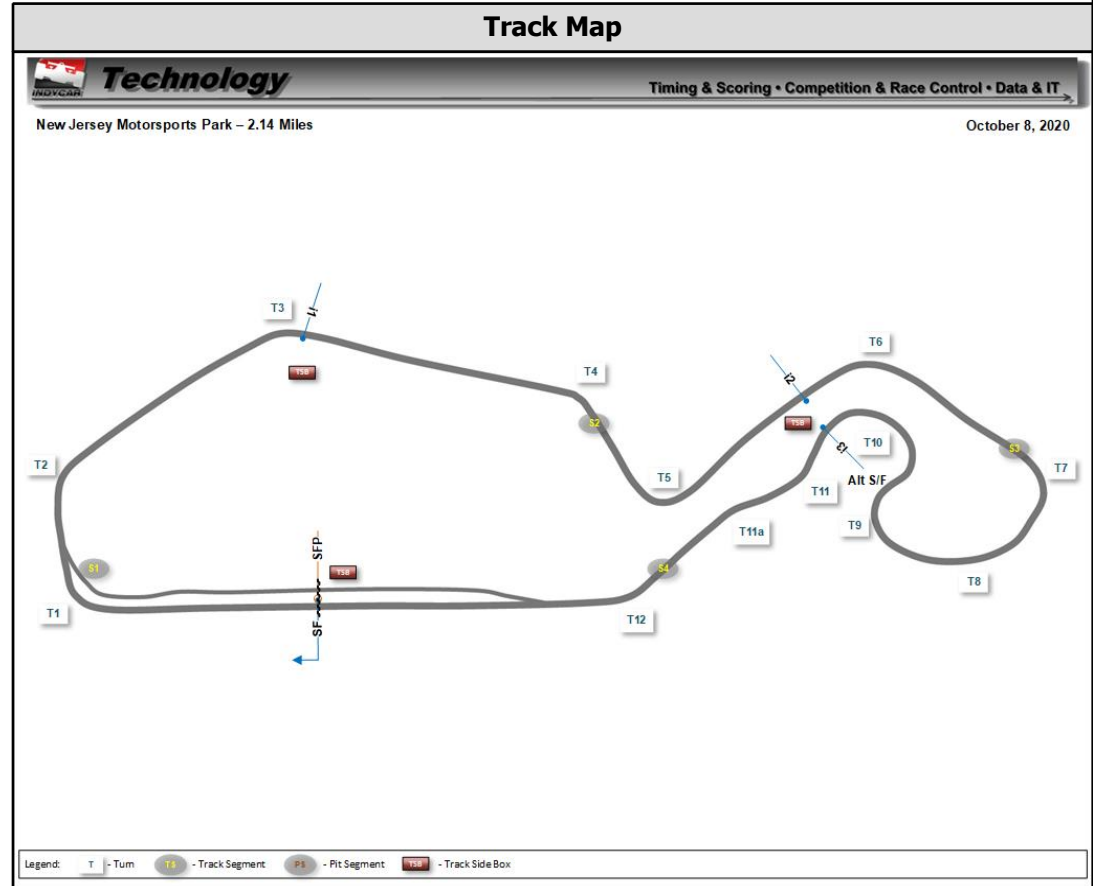 Track Map
INDYCAR
Technology
Timing & Scoring • Competition & Race Control • Data & IT
New Jersey Motorsports Park – 2.14 Miles
October 8, 2020
T3
i1
TSB
T4
S2
T6
i2
TSB
i3
T10
Alt S/F
S3
T7
T2
T5
T11
T9
T11a
S1
SFP
TSB
S4
T8
T1
SF
T12
Legend:
T - Turn
TS - Track Segment
PS - Pit Segment
TSB - Track Side Box